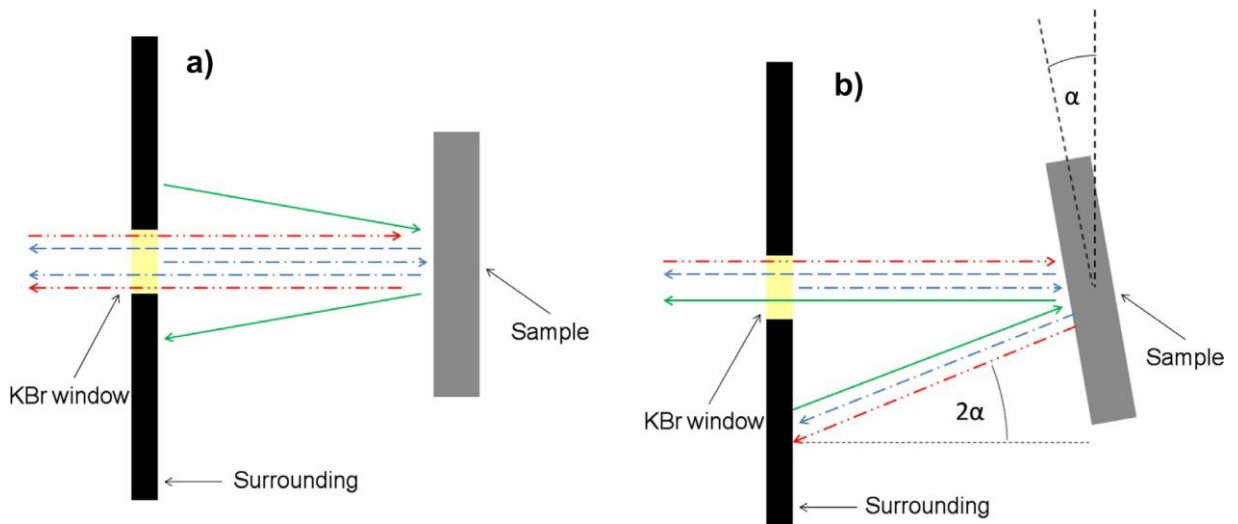 a)
Sample
KBr window
Surrounding
b)
α
Sample
KBr window
2α
Surrounding